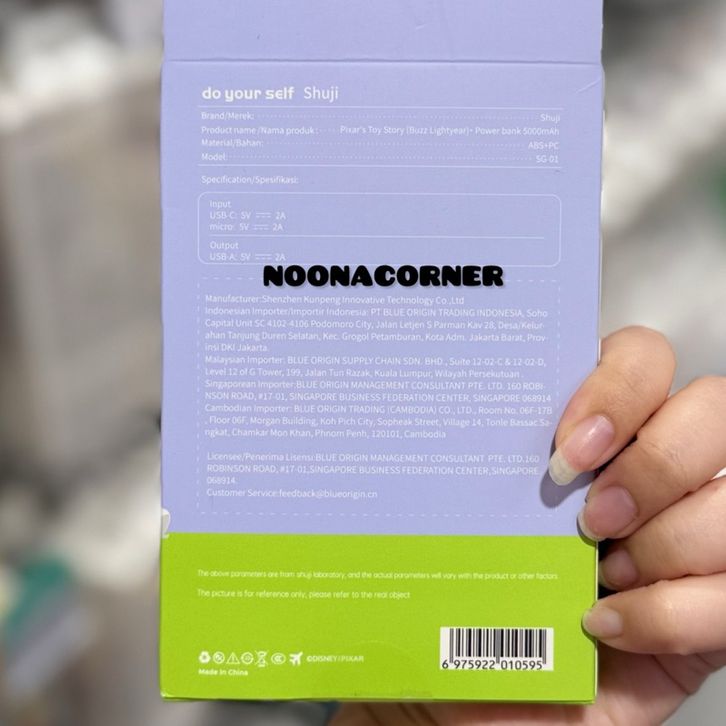 do your self Shuji
Brand/Merek: Shuji
Product name /Nama produk: Pixar's Toy Story (Buzz Lightyear)- Power bank 5000mAh
Material/Bahan: ABS+PC
Model: SG-01
Specification/Spesifikasi:
Input
USB-C: 5V ⎓ 2A
micro: 5V ⎓ 2A
Output
USB-A: 5V ⎓ 2A
NOONACORNER
Manufacturer:Shenzhen Kunpeng Innovative Technology Co.,Ltd
Indonesian Importer/Importir Indonesia: PT BLUE ORIGIN TRADING INDONESIA, Soho
Capital Unit SC 4102-4106 Podomoro City, Jalan Letjen S Parman Kav 28, Desa/Kelur-
ahan Tanjung Duren Selatan, Kec. Grogol Petamburan, Kota Adm. Jakarta Barat, Prov-
insi DKI Jakarta.
Malaysian Importer: BLUE ORIGIN SUPPLY CHAIN SDN. BHD., Suite 12-02-C & 12-02-D,
Level 12 of G Tower, 199, Jalan Tun Razak, Kuala Lumpur, Wilayah Persekutuan .
Singaporean Importer:BLUE ORIGIN MANAGEMENT CONSULTANT PTE. LTD. 160 ROBI-
NSON ROAD, #17-01, SINGAPORE BUSINESS FEDERATION CENTER, SINGAPORE 068914
Cambodian Importer: BLUE ORIGIN TRADING (CAMBODIA) CO., LTD., Room No. 06F-17B
, Floor 06F, Morgan Building, Koh Pich City, Sopheak Street, Village 14, Tonle Bassac Sa-
ngkat, Chamkar Mon Khan, Phnom Penh, 120101, Cambodia
Licensee/Penerima Lisensi:BLUE ORIGIN MANAGEMENT CONSULTANT PTE. LTD.160
ROBINSON ROAD, #17-01,SINGAPORE BUSINESS FEDERATION CENTER,SINGAPORE
068914.
Customer Service:feedback@blueorigin.cn
The above parameters are from shuji laboratory, and the actual parameters will vary with the product or other factors
The picture is for reference only, please refer to the real object
©DISNEY/PIXAR
Made In China
6 975922 010595